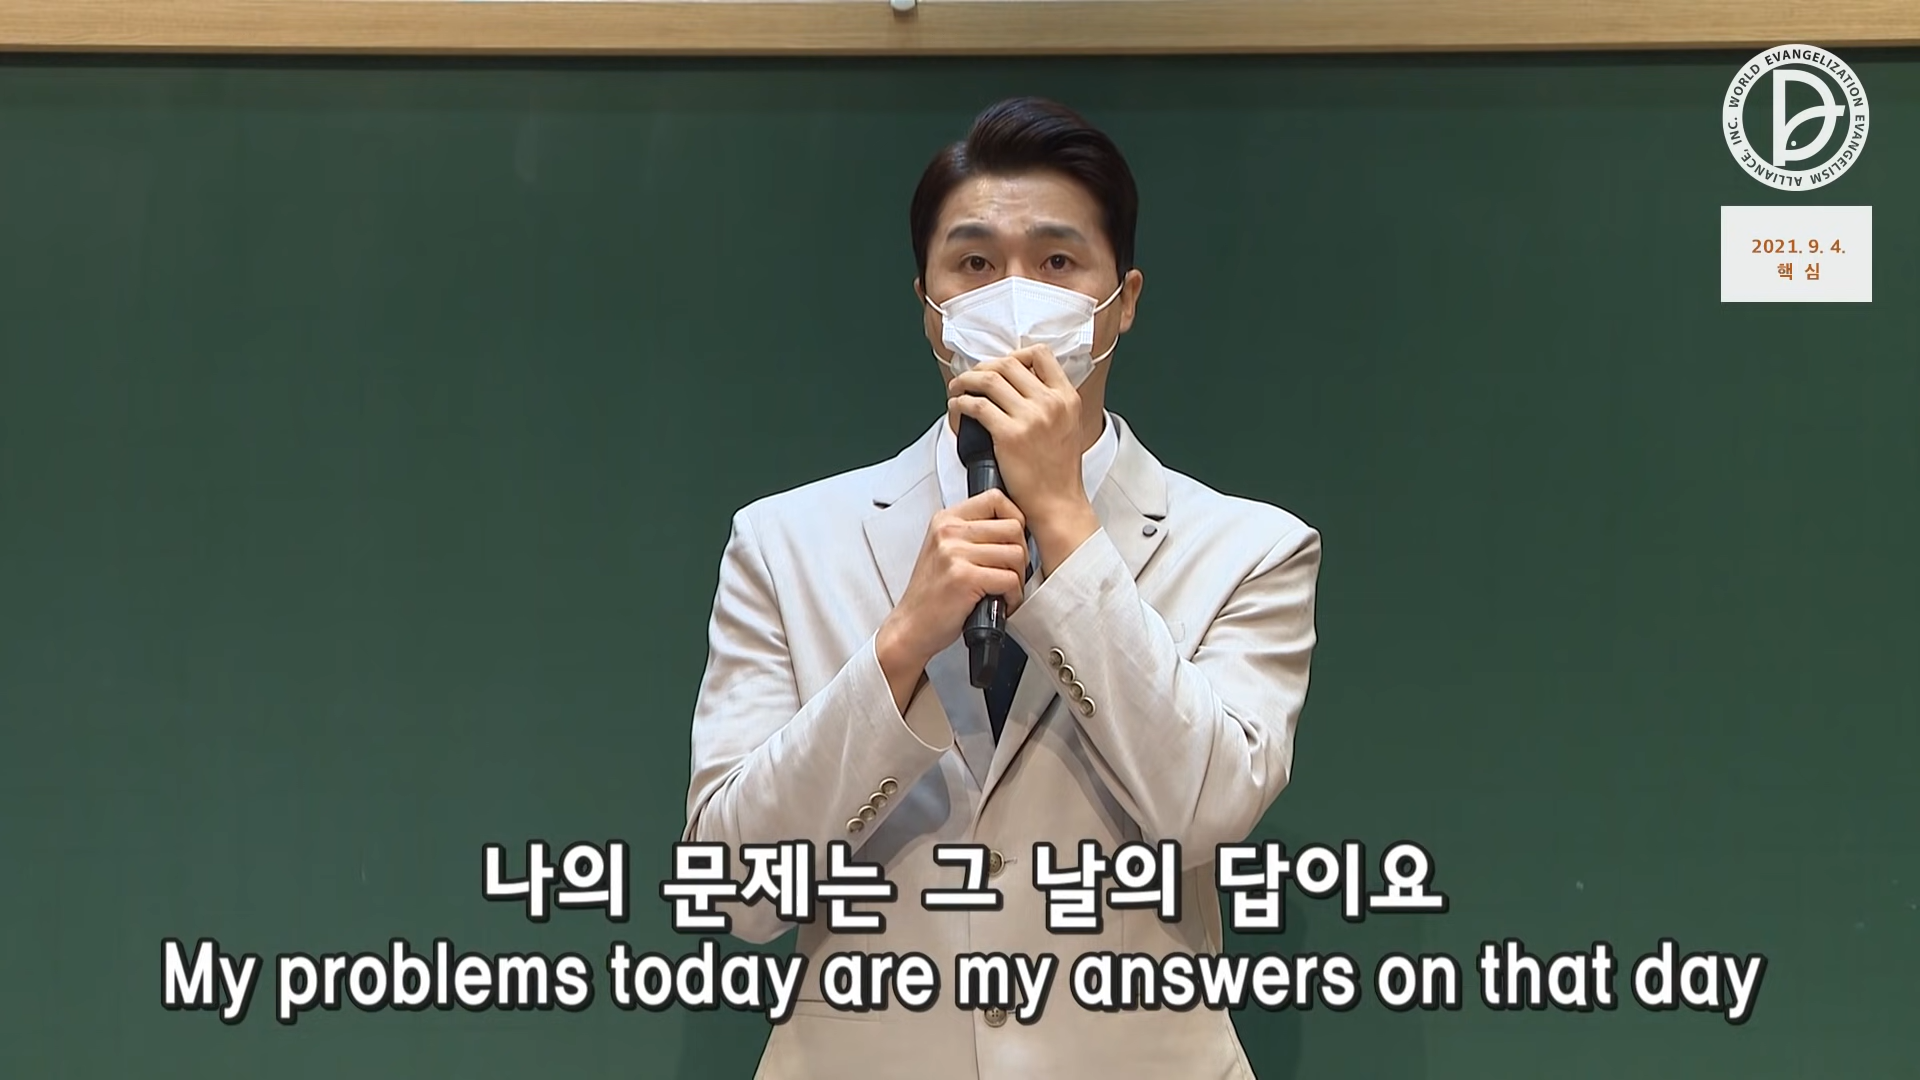 WORLD EVANGELIZATION EVANGELISM ALLIANCE, INC.
2021. 9. 4.
핵 심
나의 문제는 그 날의 답이요
My problems today are my answers on that day